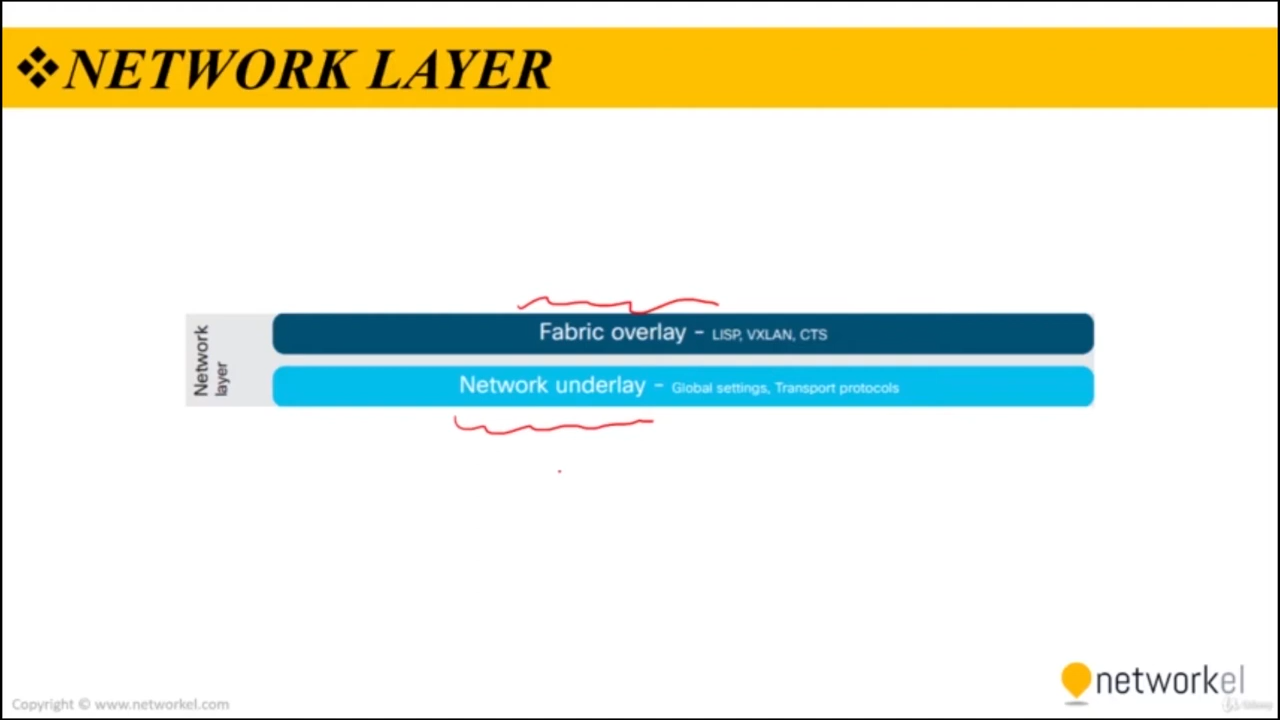 ❖NETWORK LAYER
Network
layer
Fabric overlay - LISP, VXLAN, CTS
Network underlay - Global settings, Transport protocols
networkel
Copyright © www.networkel.com
Udemy